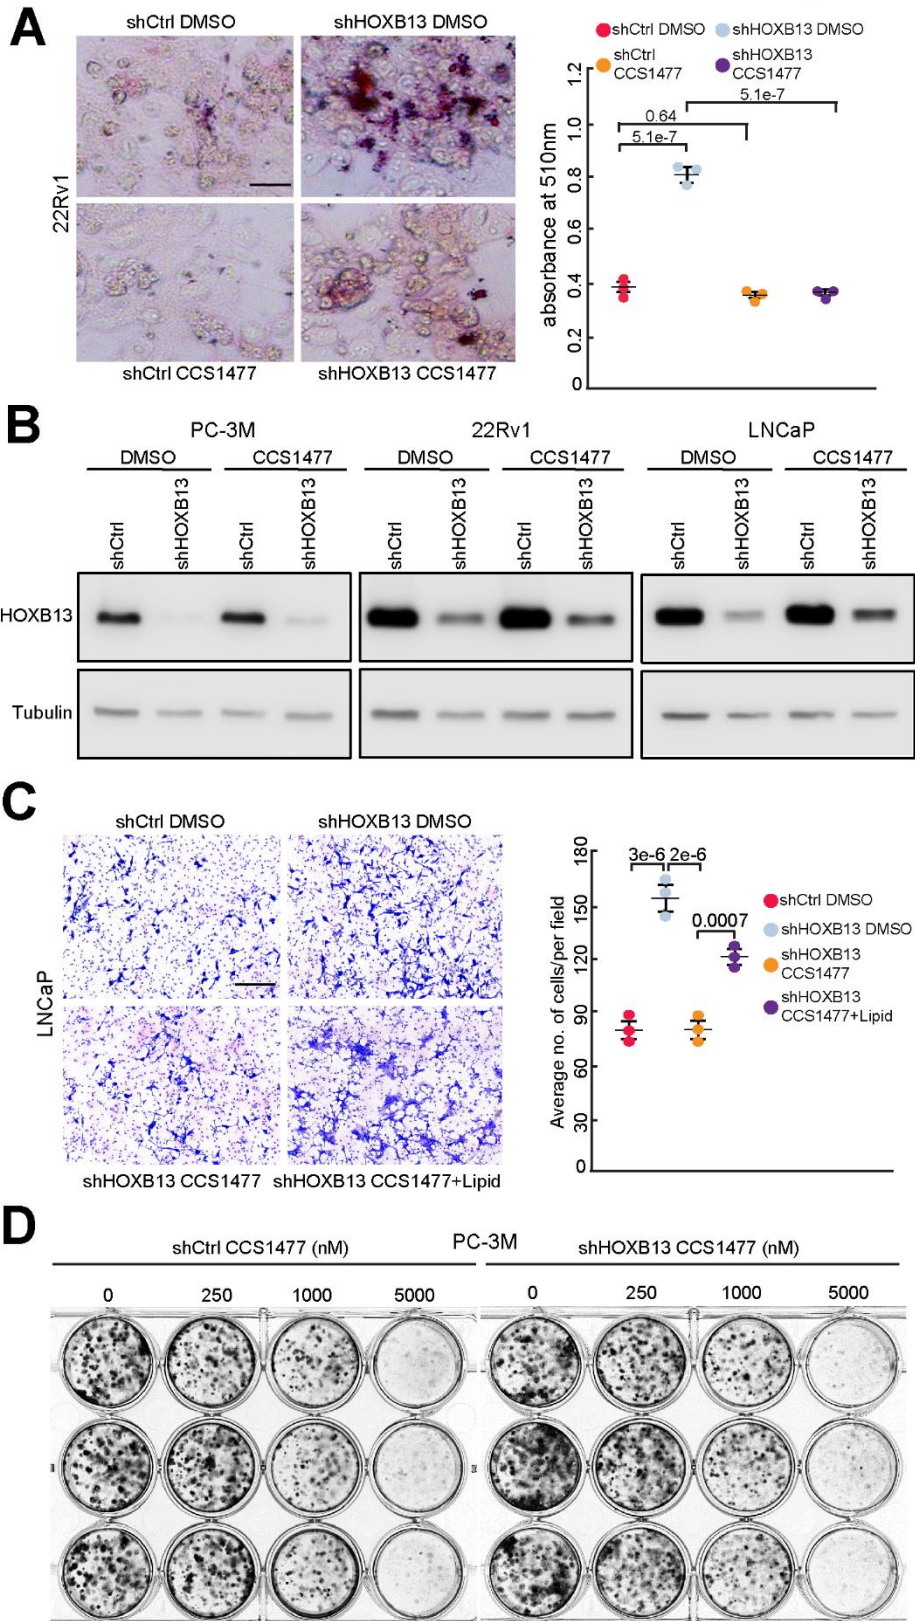 A
shCtrl DMSO
shHOXB13 DMSO
22Rv1
shCtrl CCS1477
shHOXB13 CCS1477
shCtrl DMSO
shHOXB13 DMSO
shCtrl
CCS1477
shHOXB13
CCS1477
absorbance at 510nm
1.2
1.0
0.8
0.6
0.4
0.2
0
5.1e-7
0.64
5.1e-7
B
PC-3M
22Rv1
LNCaP
DMSO
CCS1477
DMSO
CCS1477
DMSO
CCS1477
shCtrl
shHOXB13
shCtrl
shHOXB13
shCtrl
shHOXB13
shCtrl
shHOXB13
shCtrl
shHOXB13
shCtrl
shHOXB13
HOXB13
Tubulin
C
shCtrl DMSO
shHOXB13 DMSO
LNCaP
shHOXB13 CCS1477
shHOXB13 CCS1477+Lipid
Average no. of cells/per field
180
150
120
90
60
30
0
3e-6
2e-6
0.0007
shCtrl DMSO
shHOXB13 DMSO
shHOXB13
CCS1477
shHOXB13
CCS1477+Lipid
D
PC-3M
shCtrl CCS1477 (nM)
shHOXB13 CCS1477 (nM)
0
250
1000
5000
0
250
1000
5000